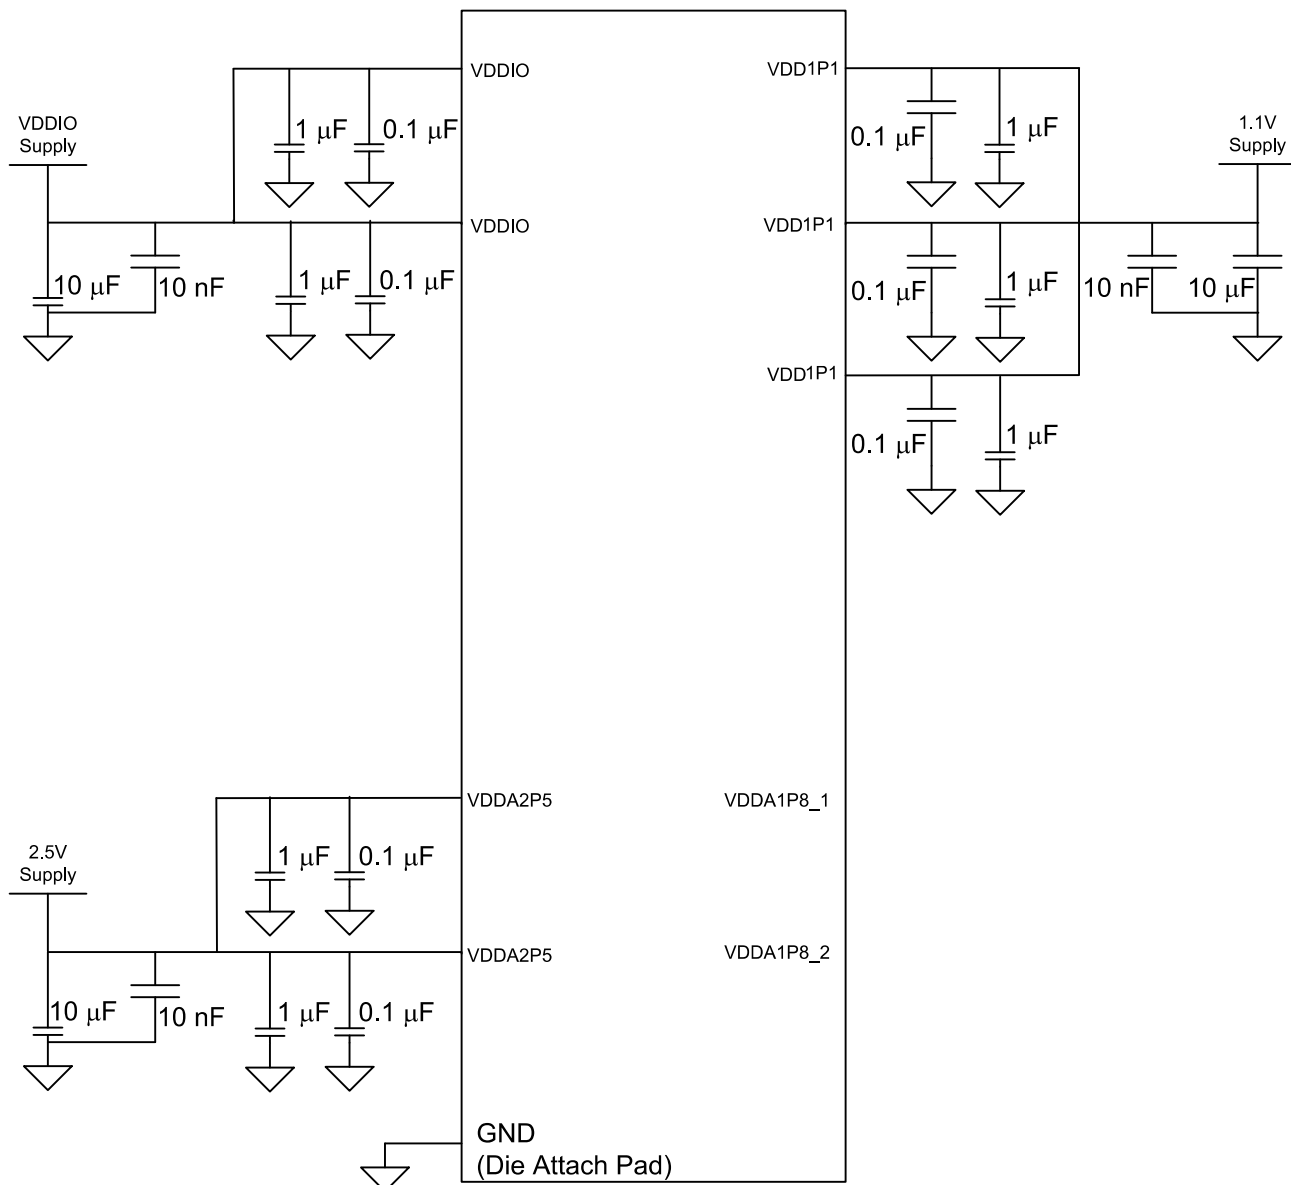 VDDIO
VDD1P1
VDDIO
Supply
1 μF
0.1 μF
0.1 μF
1 μF
1.1V
Supply
VDDIO
VDD1P1
10 μF
10 nF
1 μF
0.1 μF
0.1 μF
1 μF
10 nF
10 μF
VDD1P1
0.1 μF
1 μF
VDDA2P5
VDDA1P8_1
2.5V
Supply
1 μF
0.1 μF
VDDA2P5
VDDA1P8_2
10 μF
10 nF
1 μF
0.1 μF
GND
(Die Attach Pad)